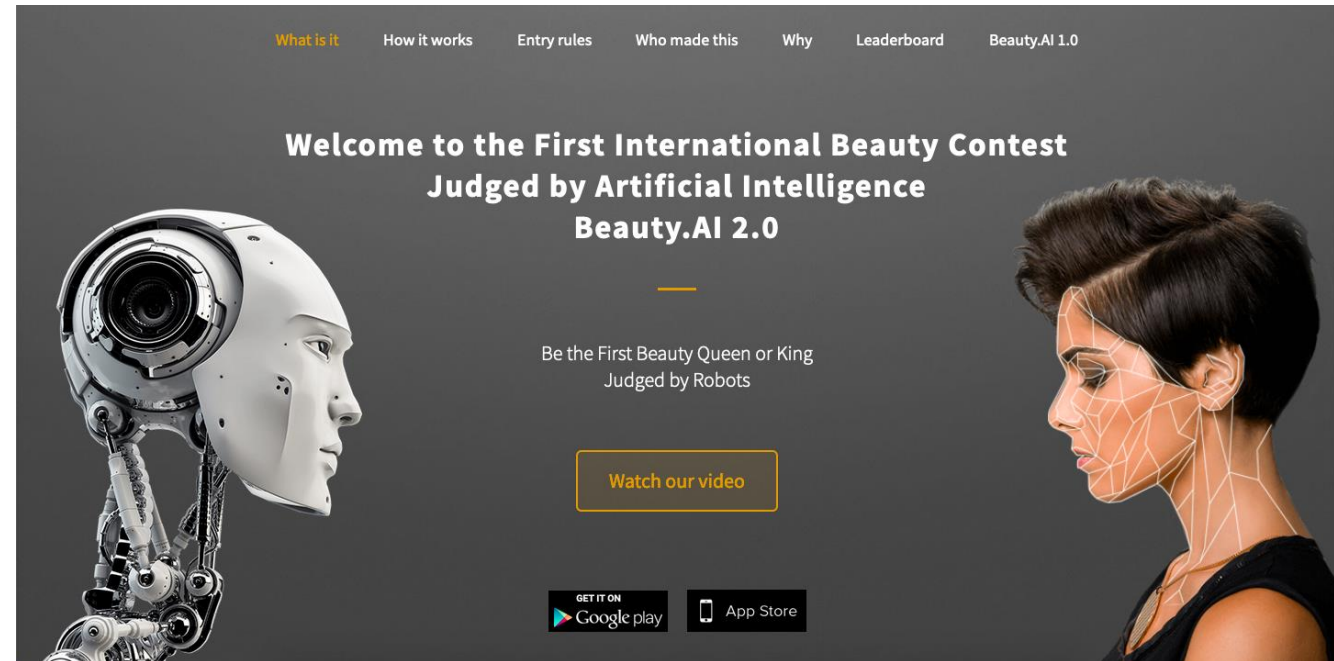 What is it How it works Entry rules Who made this Why Leaderboard Beauty.AI 1.0
Welcome to the First International Beauty Contest
Judged by Artificial Intelligence
Beauty.AI 2.0
Be the First Beauty Queen or King
Judged by Robots
Watch our video
GET IT ON
Google play
App Store